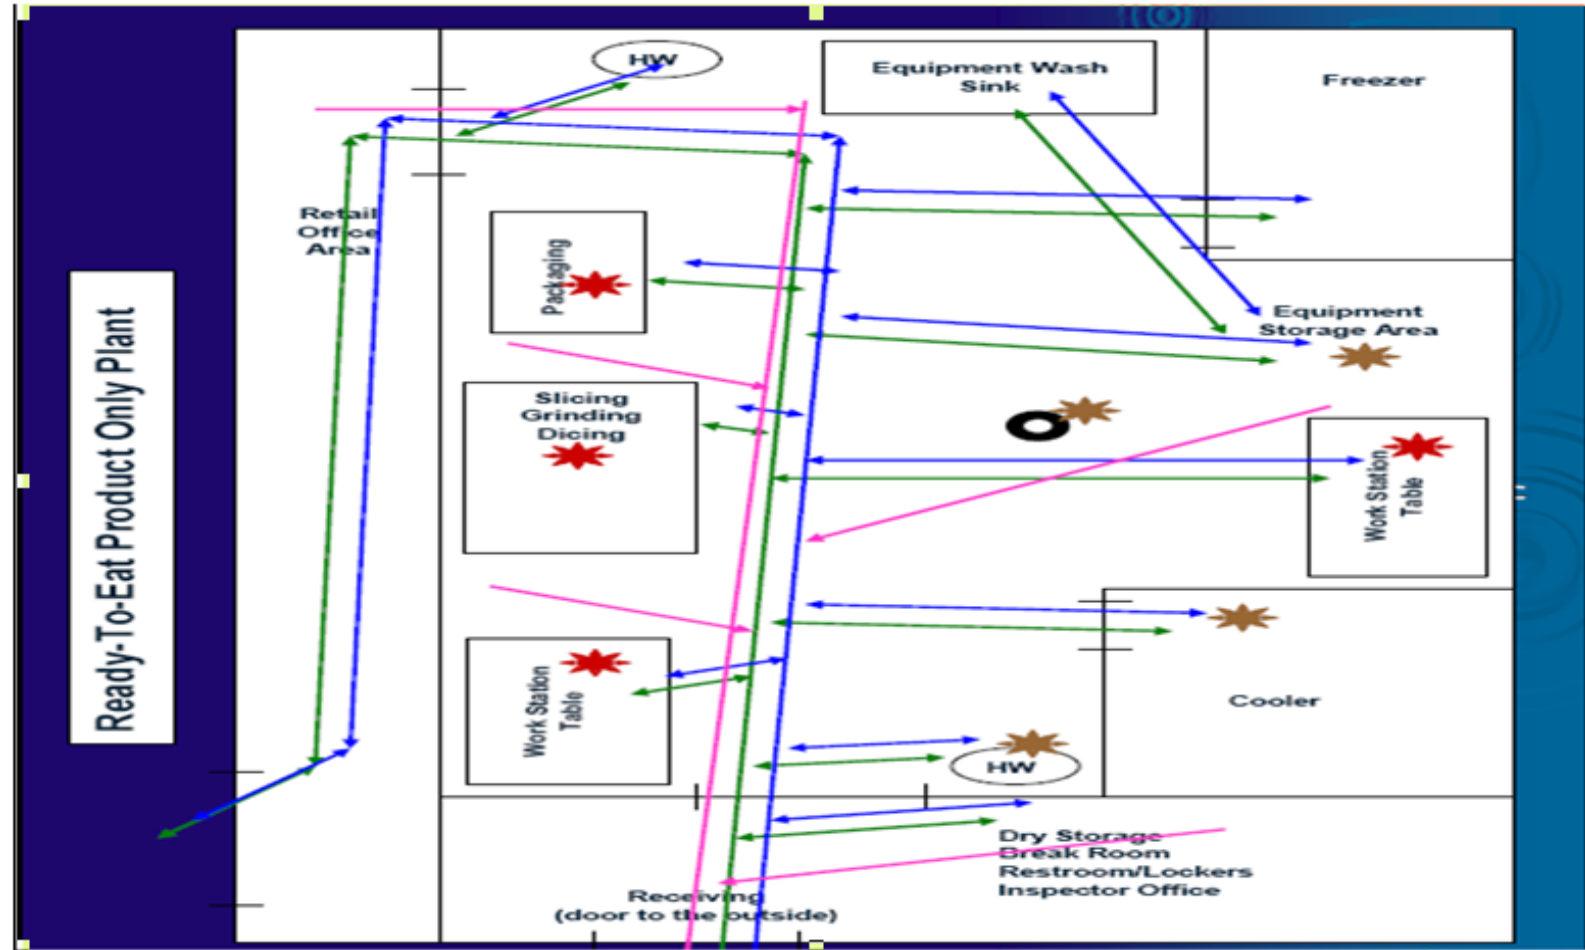 Ready-To-Eat Product Only Plant
HW
Equipment Wash
Sink
Freezer
Retail
Office
Area
Packaging
Equipment
Storage Area
Slicing
Grinding
Dicing
Work Station
Table
Work Station
Table
Cooler
HW
Dry Storage
Break Room
Restroom/Lockers
Inspector Office
Receiving
(door to the outside)